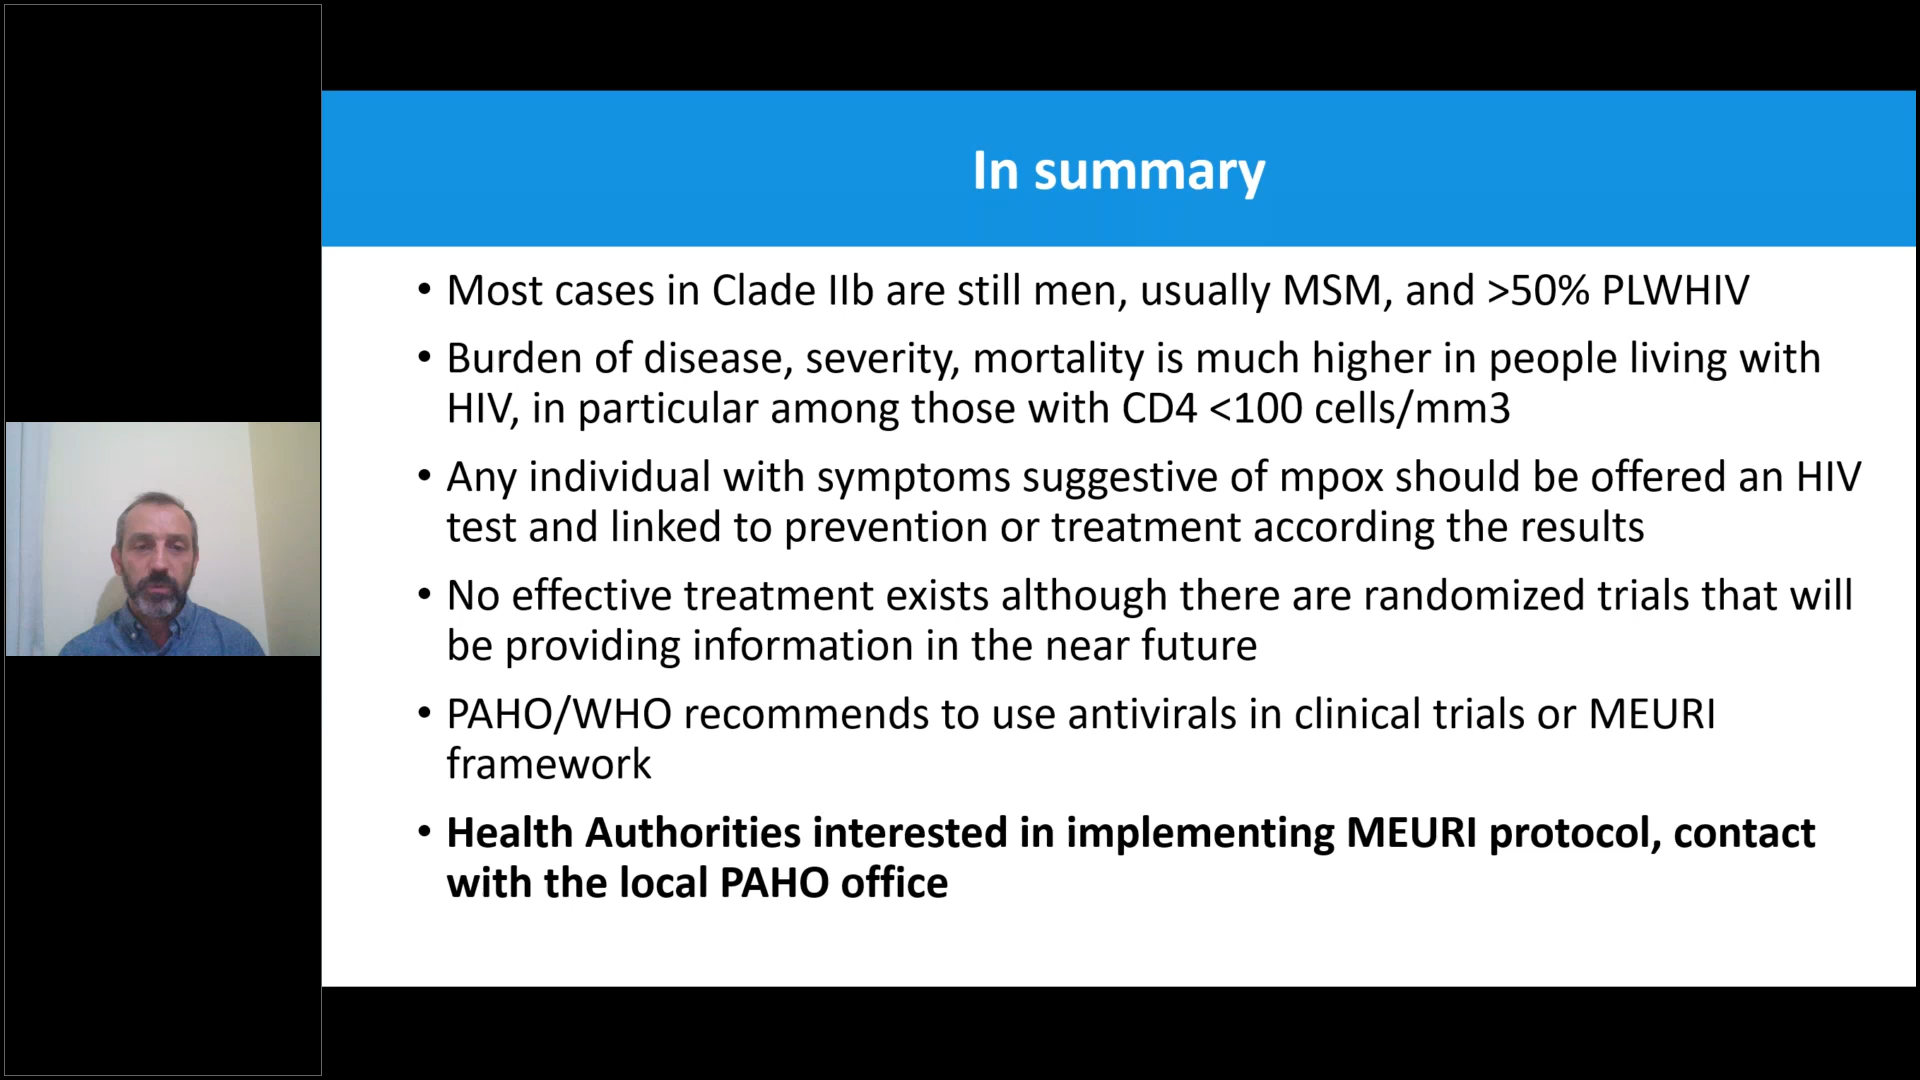 In summary
• Most cases in Clade IIb are still men, usually MSM, and >50% PLWHIV
• Burden of disease, severity, mortality is much higher in people living with
HIV, in particular among those with CD4 <100 cells/mm3
• Any individual with symptoms suggestive of mpox should be offered an HIV
test and linked to prevention or treatment according the results
• No effective treatment exists although there are randomized trials that will
be providing information in the near future
• PAHO/WHO recommends to use antivirals in clinical trials or MEURI
framework
• Health Authorities interested in implementing MEURI protocol, contact
with the local PAHO office